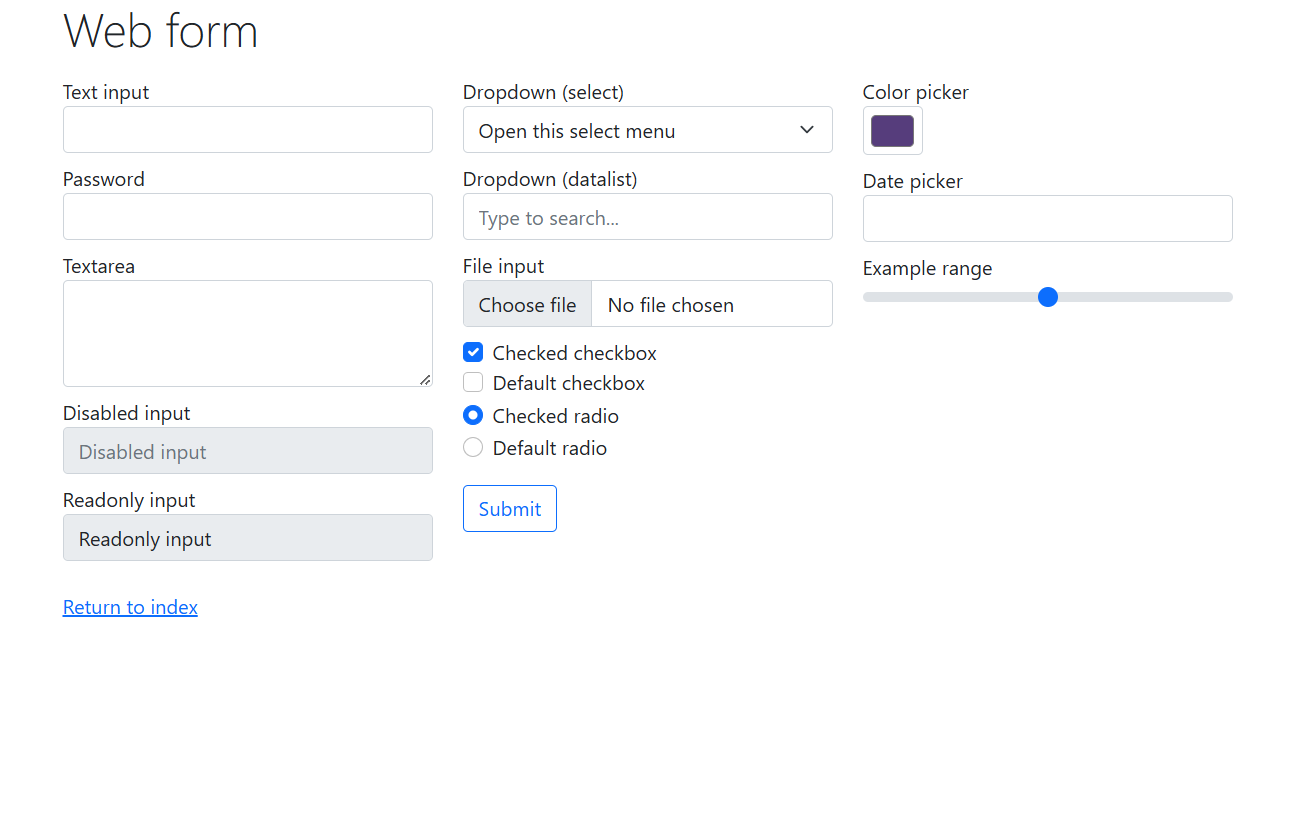 Web form
Text input
Password
Textarea
Disabled input
Disabled input
Readonly input
Readonly input
Return to index
Dropdown (select)
Open this select menu
Dropdown (datalist)
Type to search...
File input
Choose file No file chosen
Checked checkbox
Default checkbox
Checked radio
Default radio
Submit
Color picker
Date picker
Example range